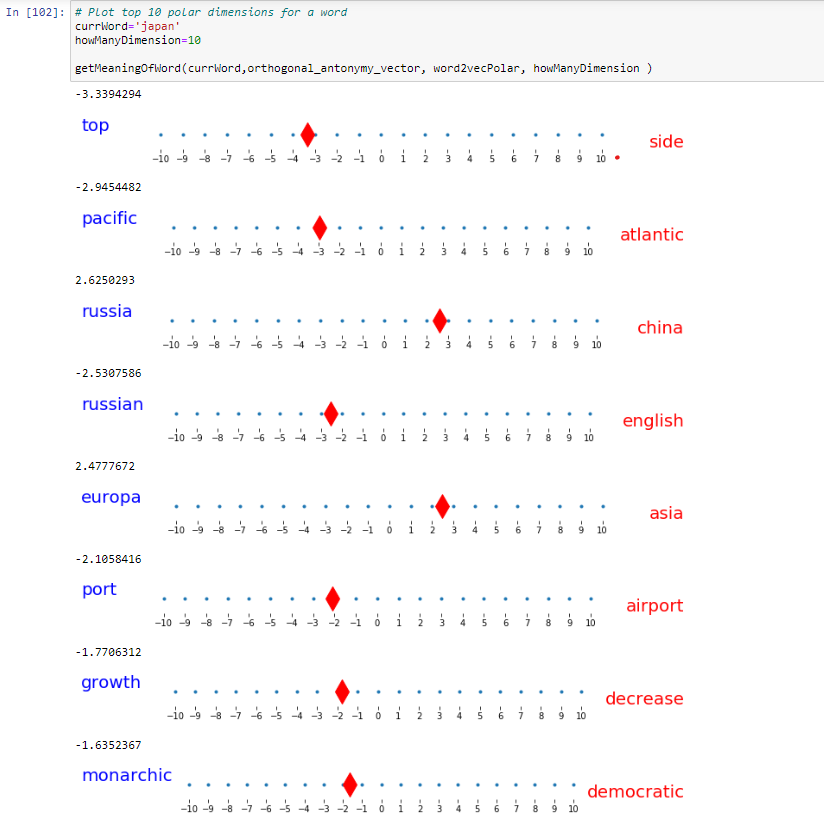 In [102]: # Plot top 10 polar dimensions for a word
currWord='japan'
howManyDimension=10
getMeaningOfWord(currWord,orthogonal_antonymy_vector, word2vecPolar, howManyDimension )
-3.3394294
top
side
−10 −9 −8 −7 −6 −5 −4 −3 −2 −1 0 1 2 3 4 5 6 7 8 9 10
-2.9454482
pacific
atlantic
−10 −9 −8 −7 −6 −5 −4 −3 −2 −1 0 1 2 3 4 5 6 7 8 9 10
2.6250293
russia
china
−10 −9 −8 −7 −6 −5 −4 −3 −2 −1 0 1 2 3 4 5 6 7 8 9 10
-2.5307586
russian
english
−10 −9 −8 −7 −6 −5 −4 −3 −2 −1 0 1 2 3 4 5 6 7 8 9 10
2.4777672
europa
asia
−10 −9 −8 −7 −6 −5 −4 −3 −2 −1 0 1 2 3 4 5 6 7 8 9 10
-2.1058416
port
airport
−10 −9 −8 −7 −6 −5 −4 −3 −2 −1 0 1 2 3 4 5 6 7 8 9 10
-1.7706312
growth
decrease
−10 −9 −8 −7 −6 −5 −4 −3 −2 −1 0 1 2 3 4 5 6 7 8 9 10
-1.6352367
monarchic
democratic
−10 −9 −8 −7 −6 −5 −4 −3 −2 −1 0 1 2 3 4 5 6 7 8 9 10